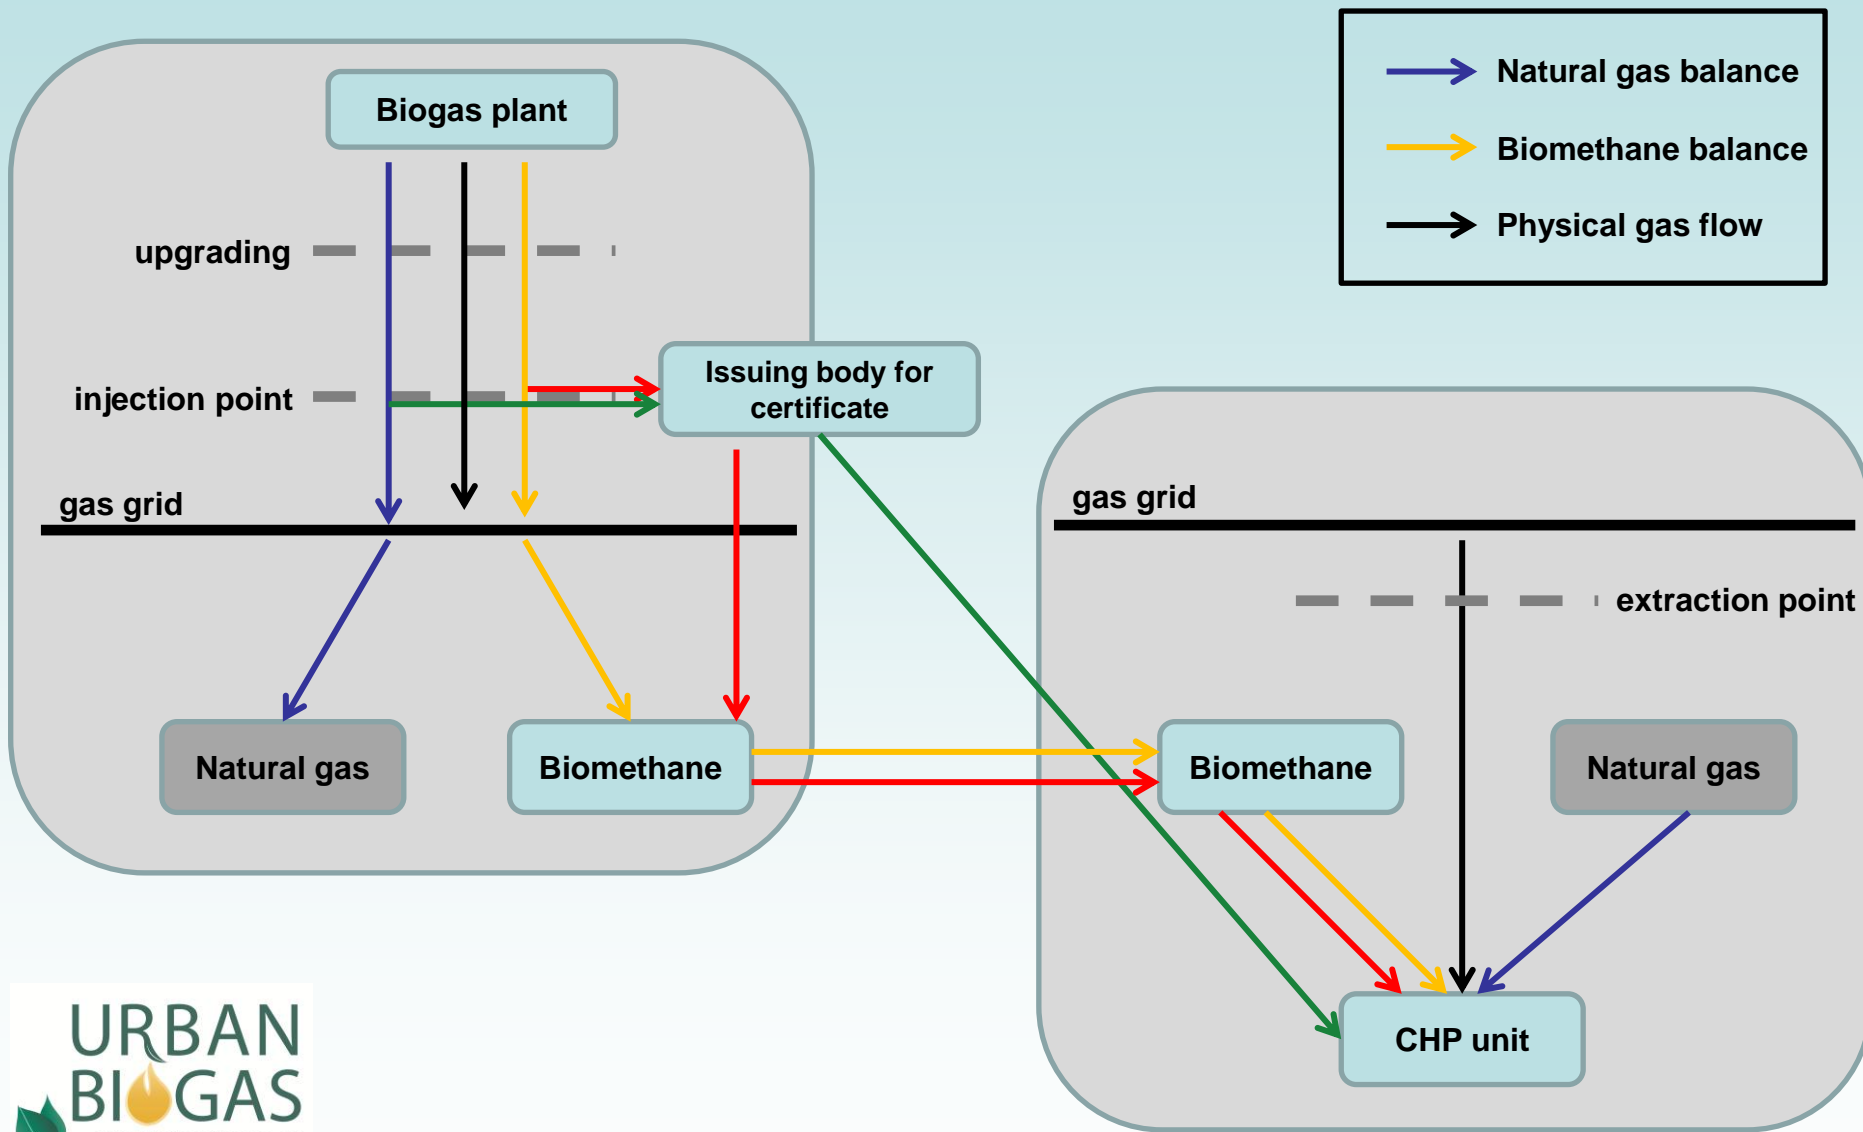 Natural gas balance
Biomethane balance
Physical gas flow
Biogas plant
upgrading
injection point
Issuing body for
certificate
gas grid
Natural gas
Biomethane
gas grid
extraction point
Biomethane
Natural gas
CHP unit
URBAN
BIOGAS